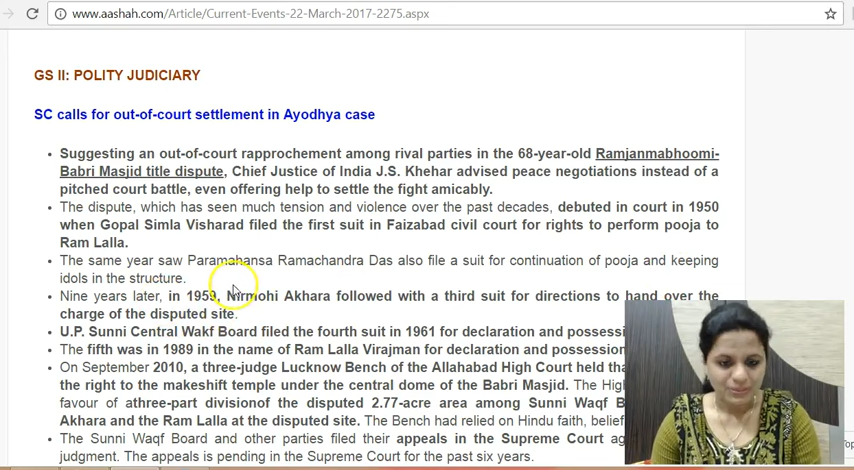 www.aashah.com/Article/Current-Events-22-March-2017-2275.aspx
GS II: POLITY JUDICIARY
SC calls for out-of-court settlement in Ayodhya case
Suggesting an out-of-court rapprochement among rival parties in the 68-year-old Ramjanmabhoomi-
Babri Masjid title dispute, Chief Justice of India J.S. Khehar advised peace negotiations instead of a
pitched court battle, even offering help to settle the fight amicably.
The dispute, which has seen much tension and violence over the past decades, debuted in court in 1950
when Gopal Simla Visharad filed the first suit in Faizabad civil court for rights to perform pooja to
Ram Lalla.
The same year saw Paramahansa Ramachandra Das also file a suit for continuation of pooja and keeping
idols in the structure.
Nine years later, in 1959, Nirmohi Akhara followed with a third suit for directions to hand over the
charge of the disputed site.
U.P. Sunni Central Wakf Board filed the fourth suit in 1961 for declaration and
The fifth was in 1989 in the name of Ram Lalla Virajman for declaration and possession
On September 2010, a three-judge Lucknow Bench of the Allahabad High Court held
the right to the makeshift temple under the central dome of the Babri Masjid. The
favour of athree-part divisionof the disputed 2.77-acre area among Sunni Waqf
Akhara and the Ram Lalla at the disputed site. The Bench had relied on Hindu faith,
The Sunni Waqf Board and other parties filed their appeals in the Supreme Court
judgment. The appeals is pending in the Supreme Court for the past six years.